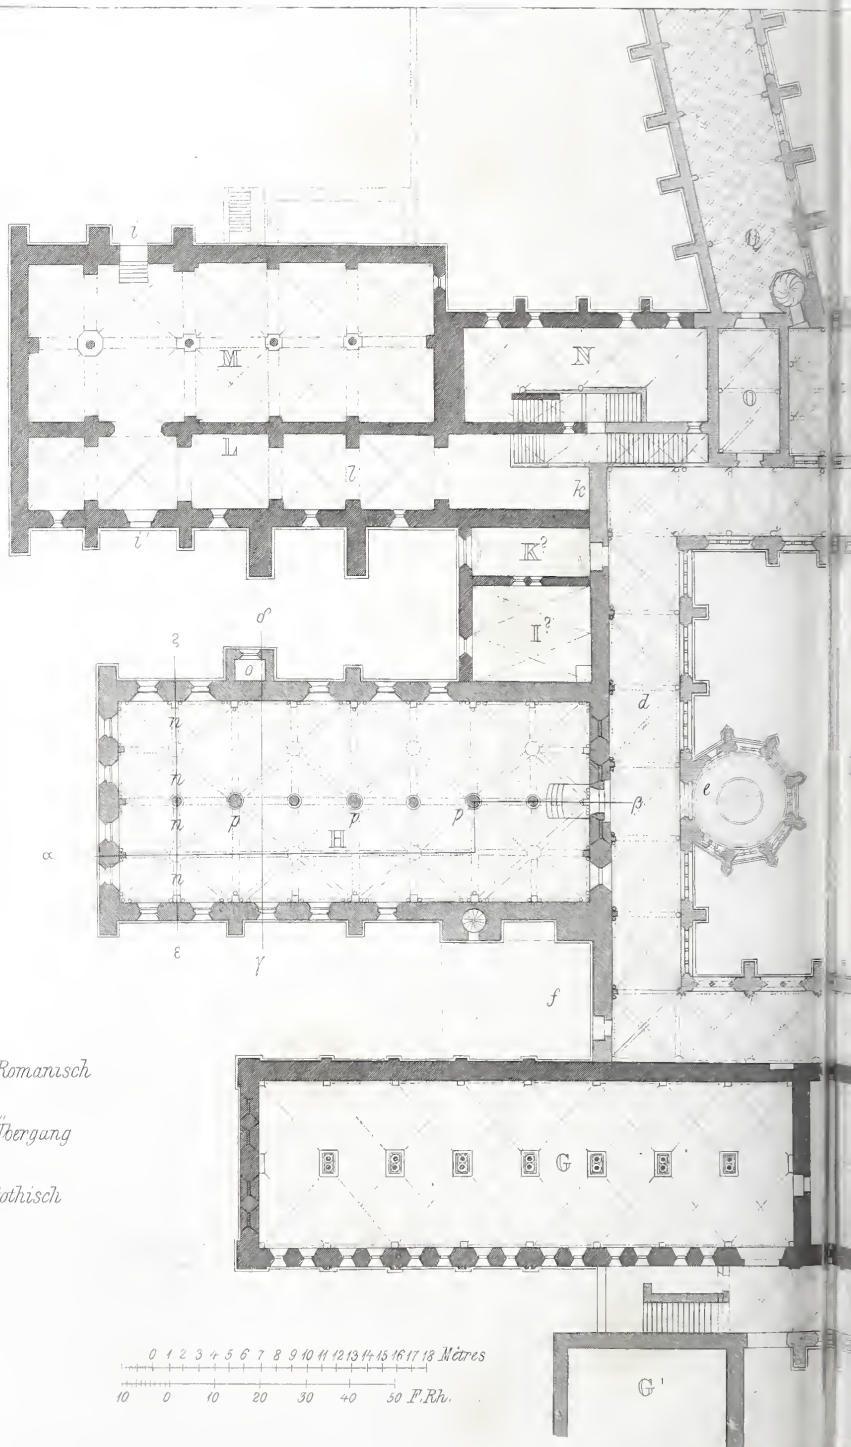 i
Q
M
N
O
L
l
k
i'
K?
I?
δ
ϛ
o
n
d
n
e
p
n
p
p
β
H
α
n
ε
γ
f
Romanisch
Übergang
Gothisch
G
0 1 2 3 4 5 6 7 8 9 10 11 12 13 14 15 16 17 18 Mètres
10 0 10 20 30 40 50 F. Rh.
G'